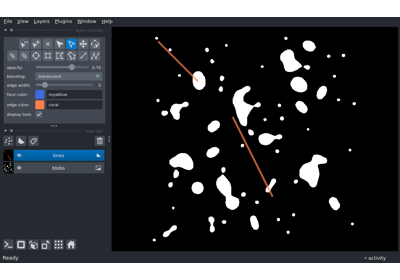 File View Plugins Window Help
opacity: 0.70
blending: translucent
edge width: 5
face color: royalblue
edge color: coral
display text:
lines
blobs
Ready
activity